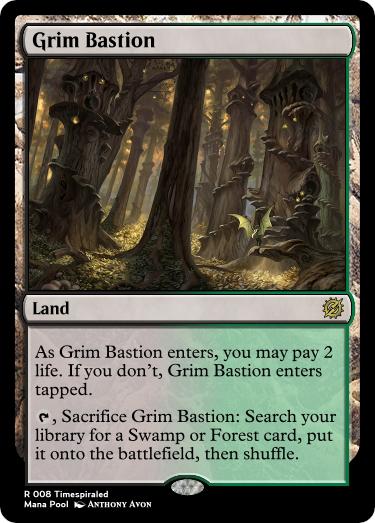 Grim Bastion
Land
As Grim Bastion enters, you may pay 2
life. If you don't, Grim Bastion enters
tapped.
, Sacrifice Grim Bastion: Search your
library for a Swamp or Forest card, put
it onto the battlefield, then shuffle.
R 008 Timespiraled
Mana Pool Anthony Avon